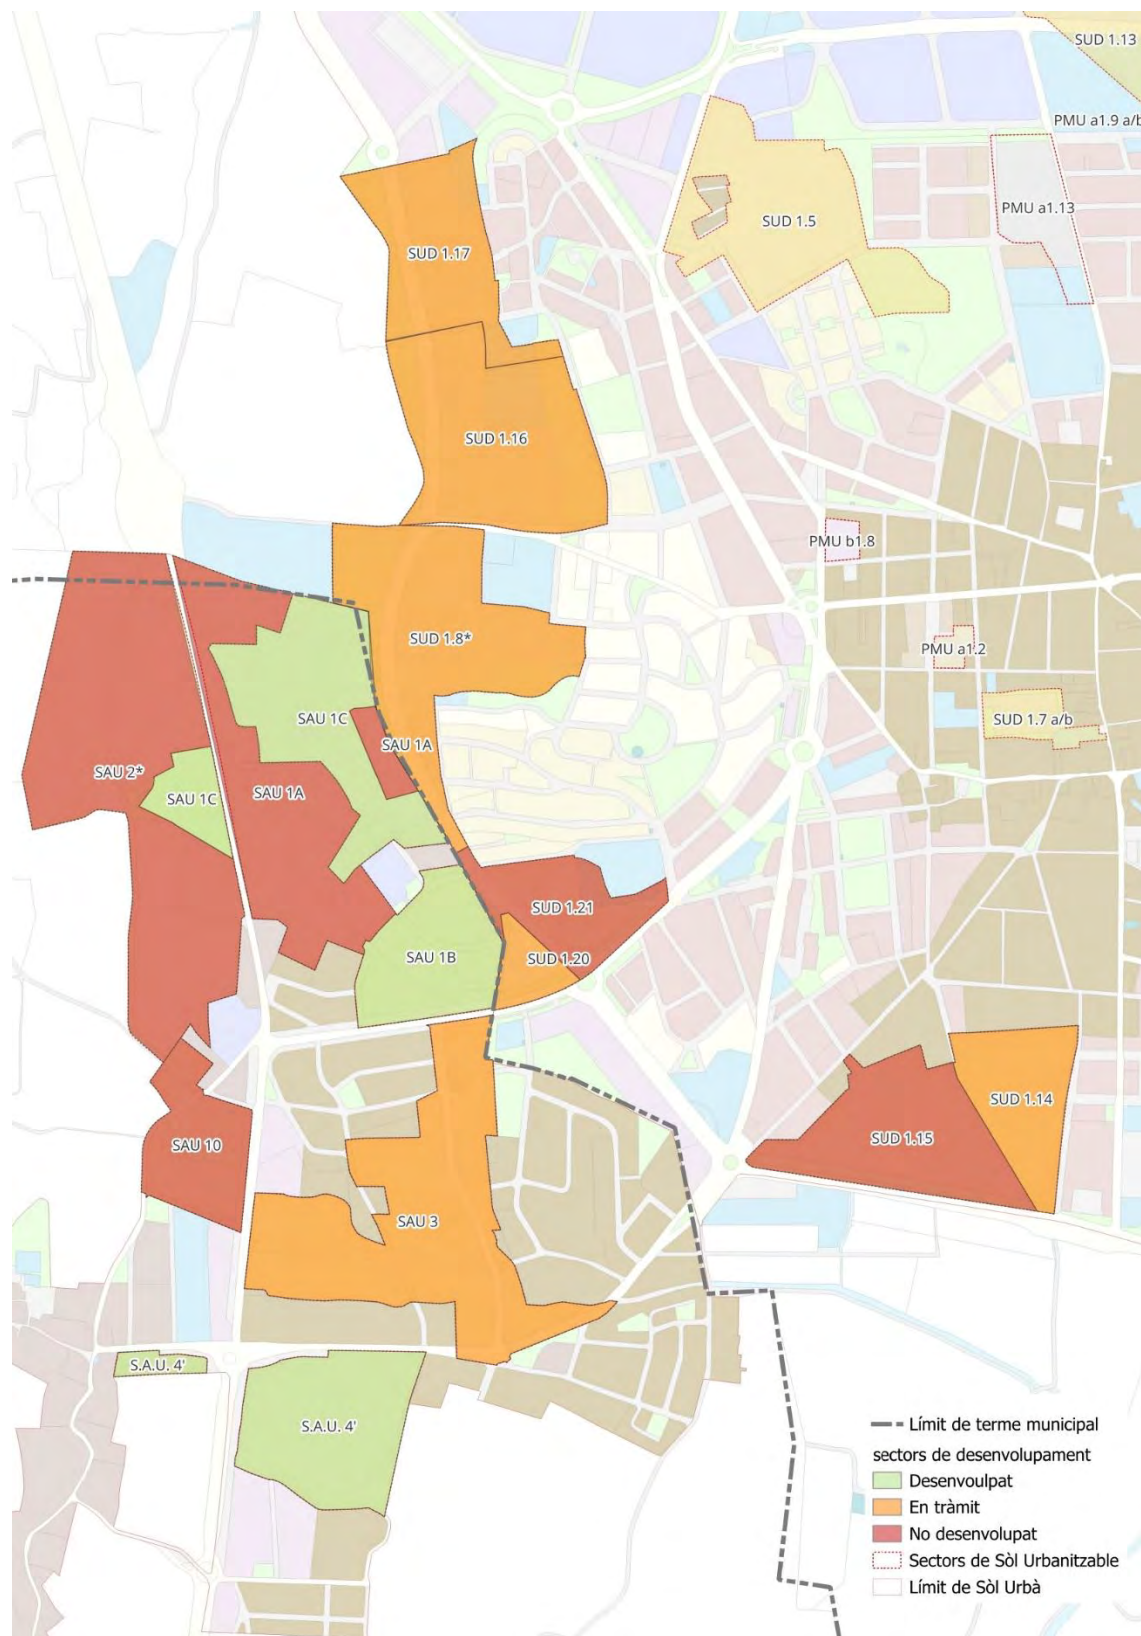 SUD 1.13
PMU a1.9 a/b
PMU a1.13
SUD 1.5
SUD 1.17
SUD 1.16
PMU b1.8
SUD 1.8*
PMU a1.2
SAU 1C
SUD 1.7 a/b
SAU 1A
SAU 2*
SAU 1C
SAU 1A
SUD 1.21
SAU 1B
SUD 1.20
SUD 1.14
SUD 1.15
SAU 10
SAU 3
S.A.U. 4'
S.A.U. 4'
Límit de terme municipal
sectors de desenvolupament
Desenvoulpat
En tràmit
No desenvolupat
Sectors de Sòl Urbanitzable
Límit de Sòl Urbà